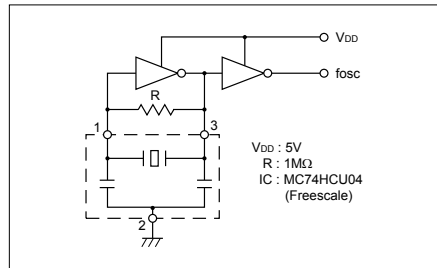 VDD
fosc
R
1
3
VDD : 5V
R : 1MΩ
IC : MC74HCU04
(Freescale)
2